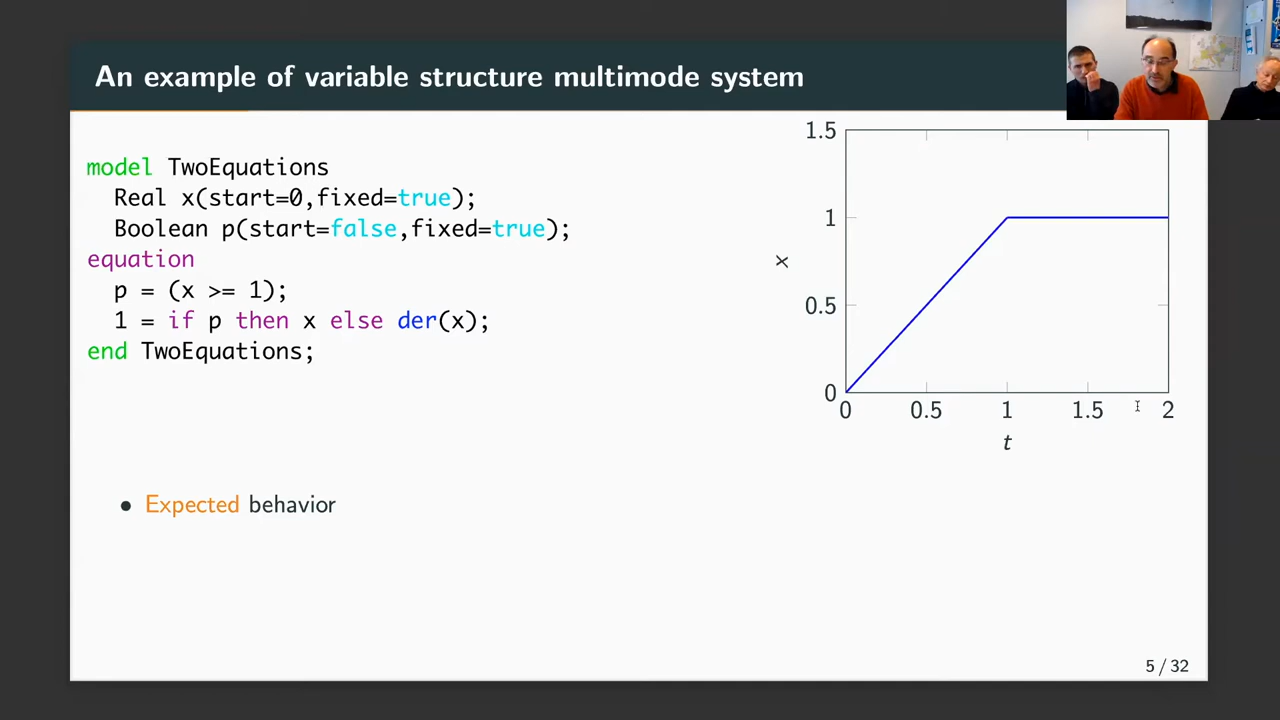 An example of variable structure multimode system
model TwoEquations
Real x(start=0,fixed=true);
Boolean p(start=false,fixed=true);
equation
p = (x >= 1);
1 = if p then x else der(x);
end TwoEquations;
1.5
1
0.5
0
x
0 0.5 1 1.5 2
t
• Expected behavior
5 / 32